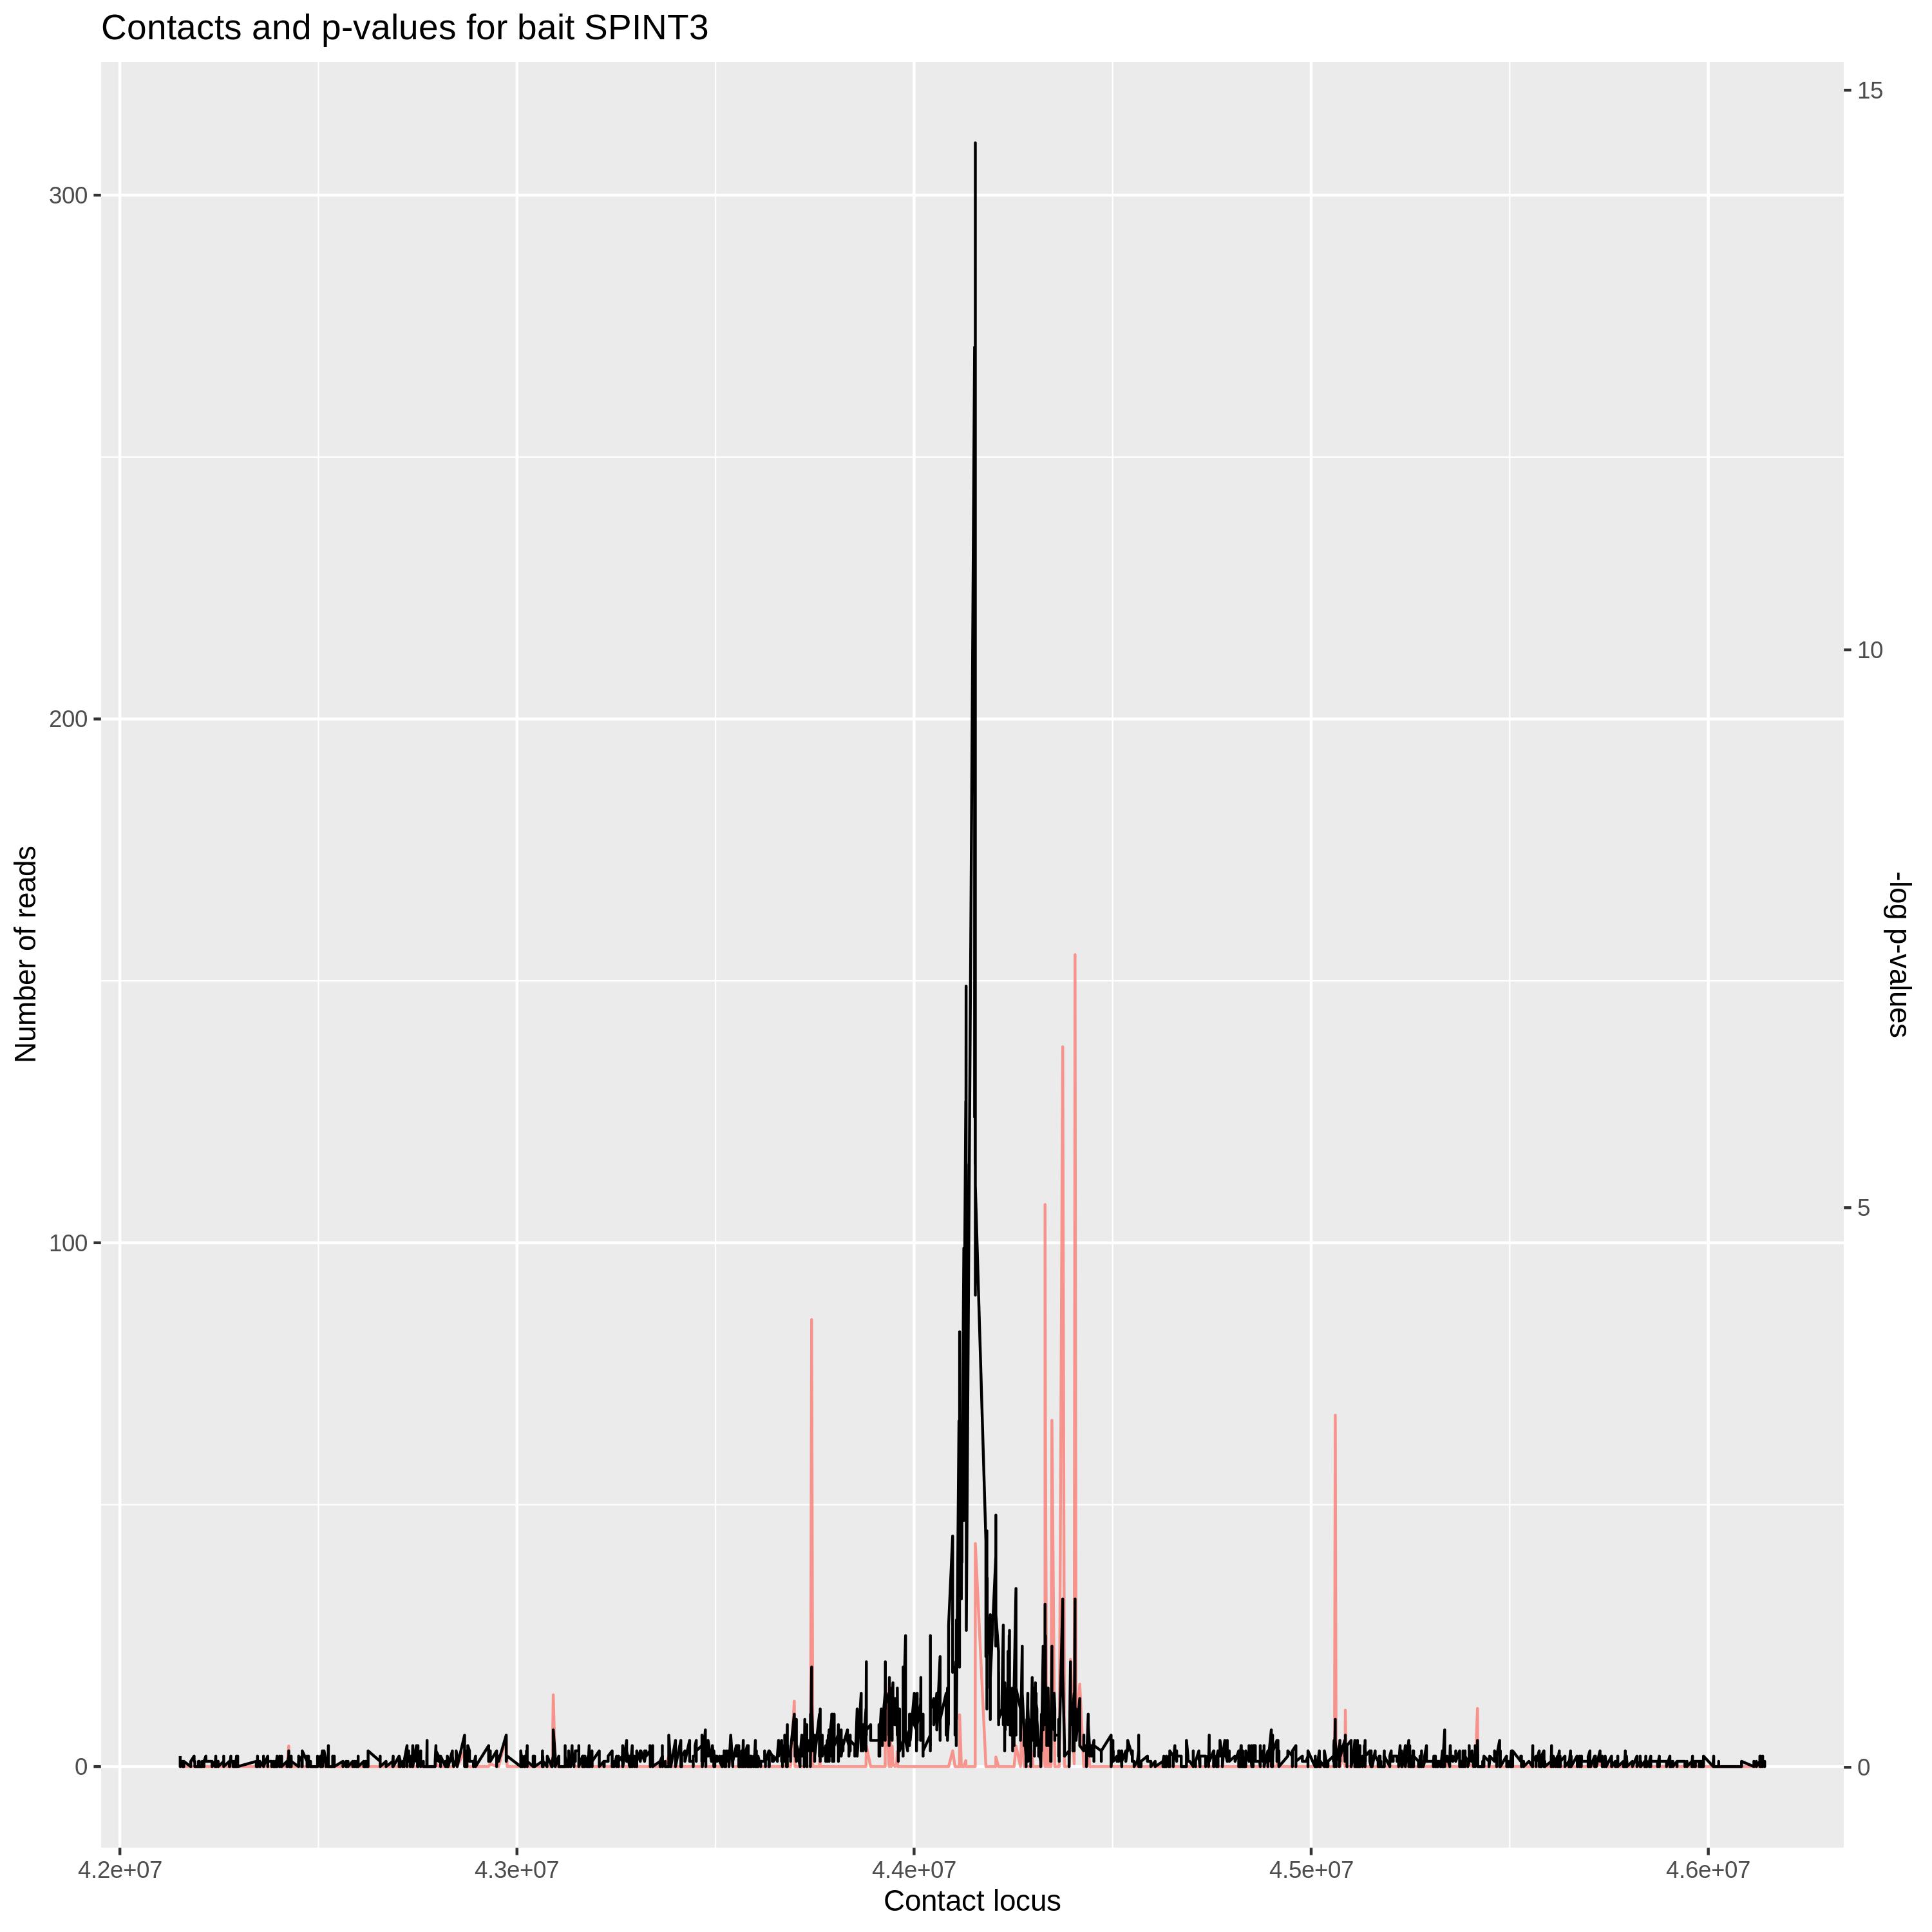 Contacts and p-values for bait SPINT3
Number of reads
300
200
100
0
15
10
5
0
-log p-values
4.2e+07
4.3e+07
4.4e+07
4.5e+07
4.6e+07
Contact locus